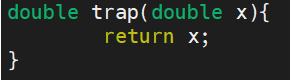 double trap(double x){
        return x;
}